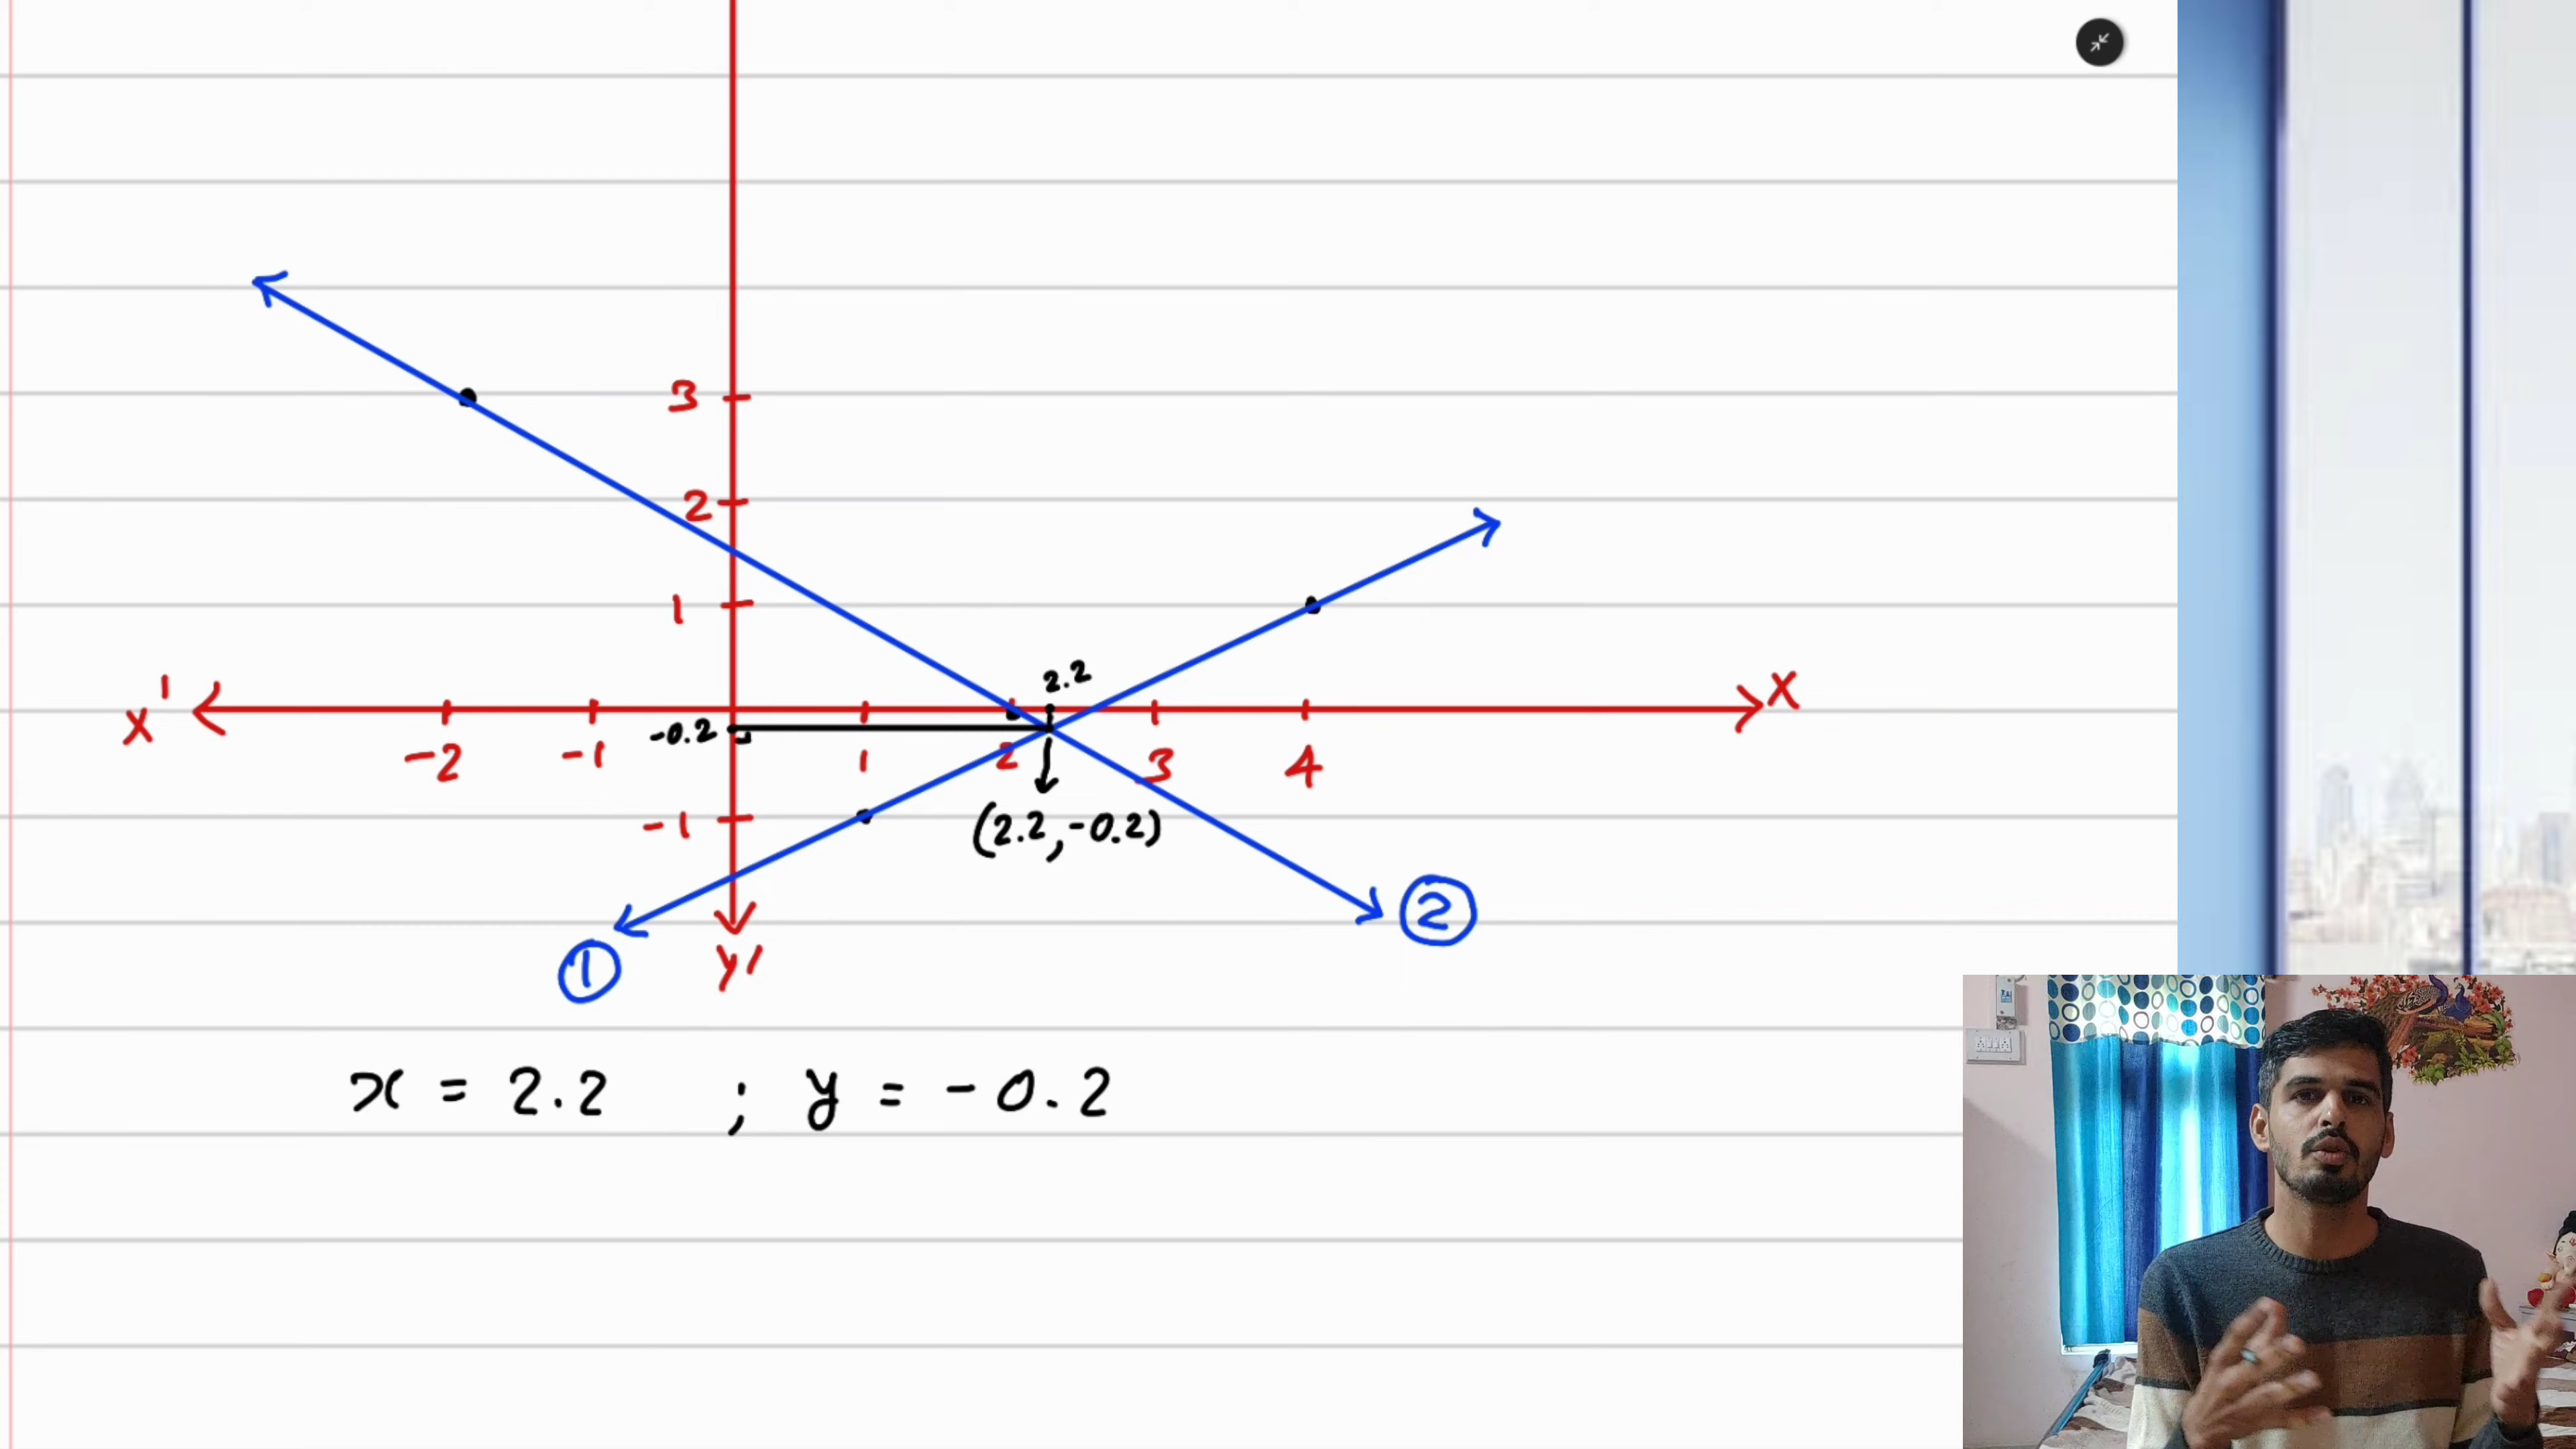 3
2
1
2.2
X' X
-0.2
-2 -1 1 2 3 4
-1 (2.2,-0.2)
2
1 y'
x = 2.2 ; y = -0.2